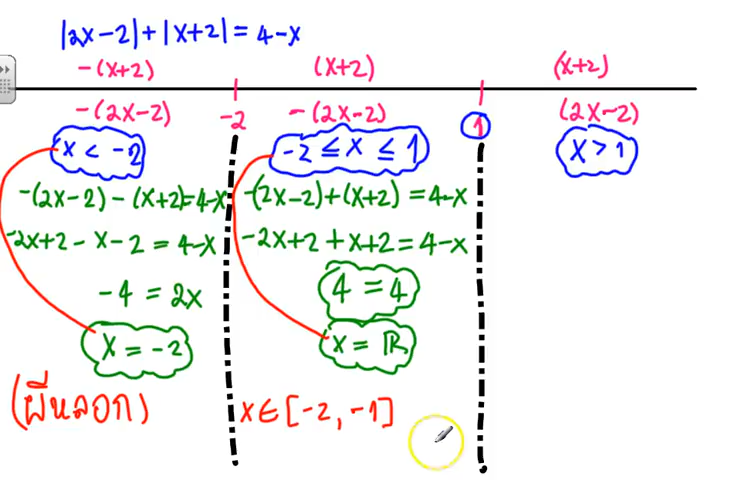 |2x-2|+|x+2|= 4-x
-(x+2) (x+2) (x+2)
-(2x-2) -2 -(2x-2) 1 (2x-2)
x < -2 -2 ≤ x ≤ 1 x > 1
-(2x-2)-(x+2)=4-x -(2x-2)+(x+2)=4-x
-2x+2-x-2=4-x -2x+2+x+2=4-x
-4 = 2x 4 = 4
x = -2 x = ℝ
(ผีหลอก) x∈[-2,-1]